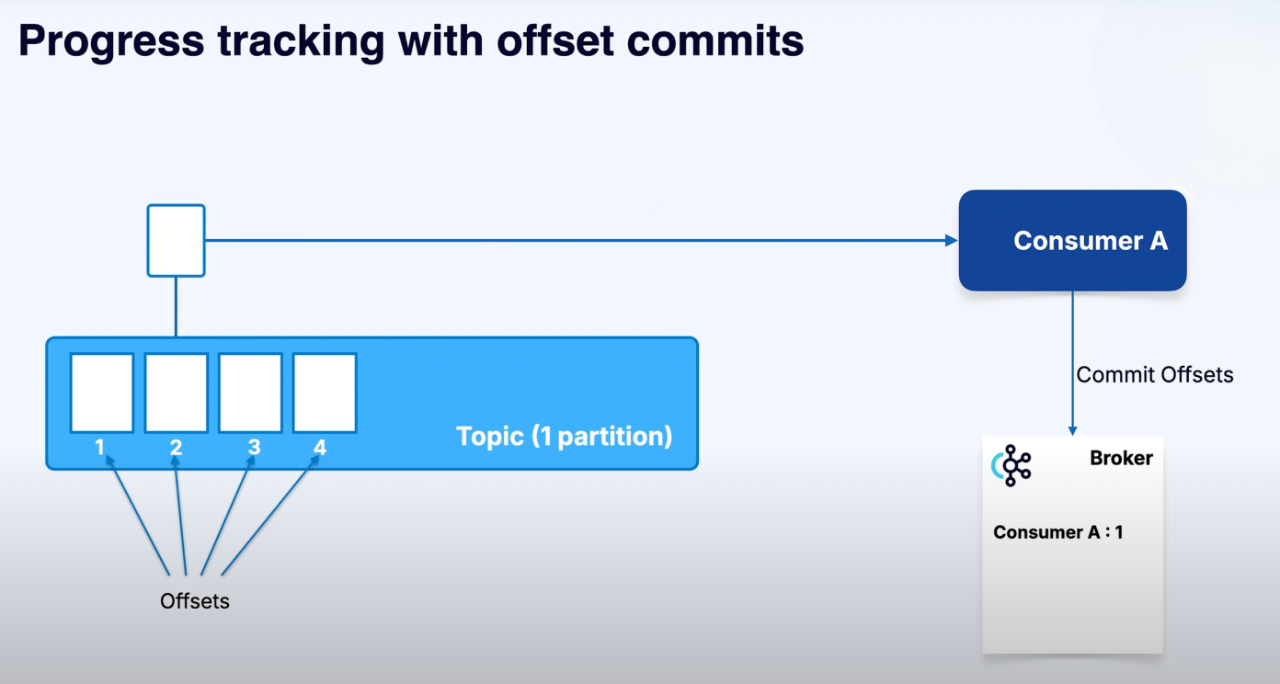 Progress tracking with offset commits
Consumer A
Commit Offsets
1 2 3 4
Topic (1 partition)
Broker
Consumer A : 1
Offsets